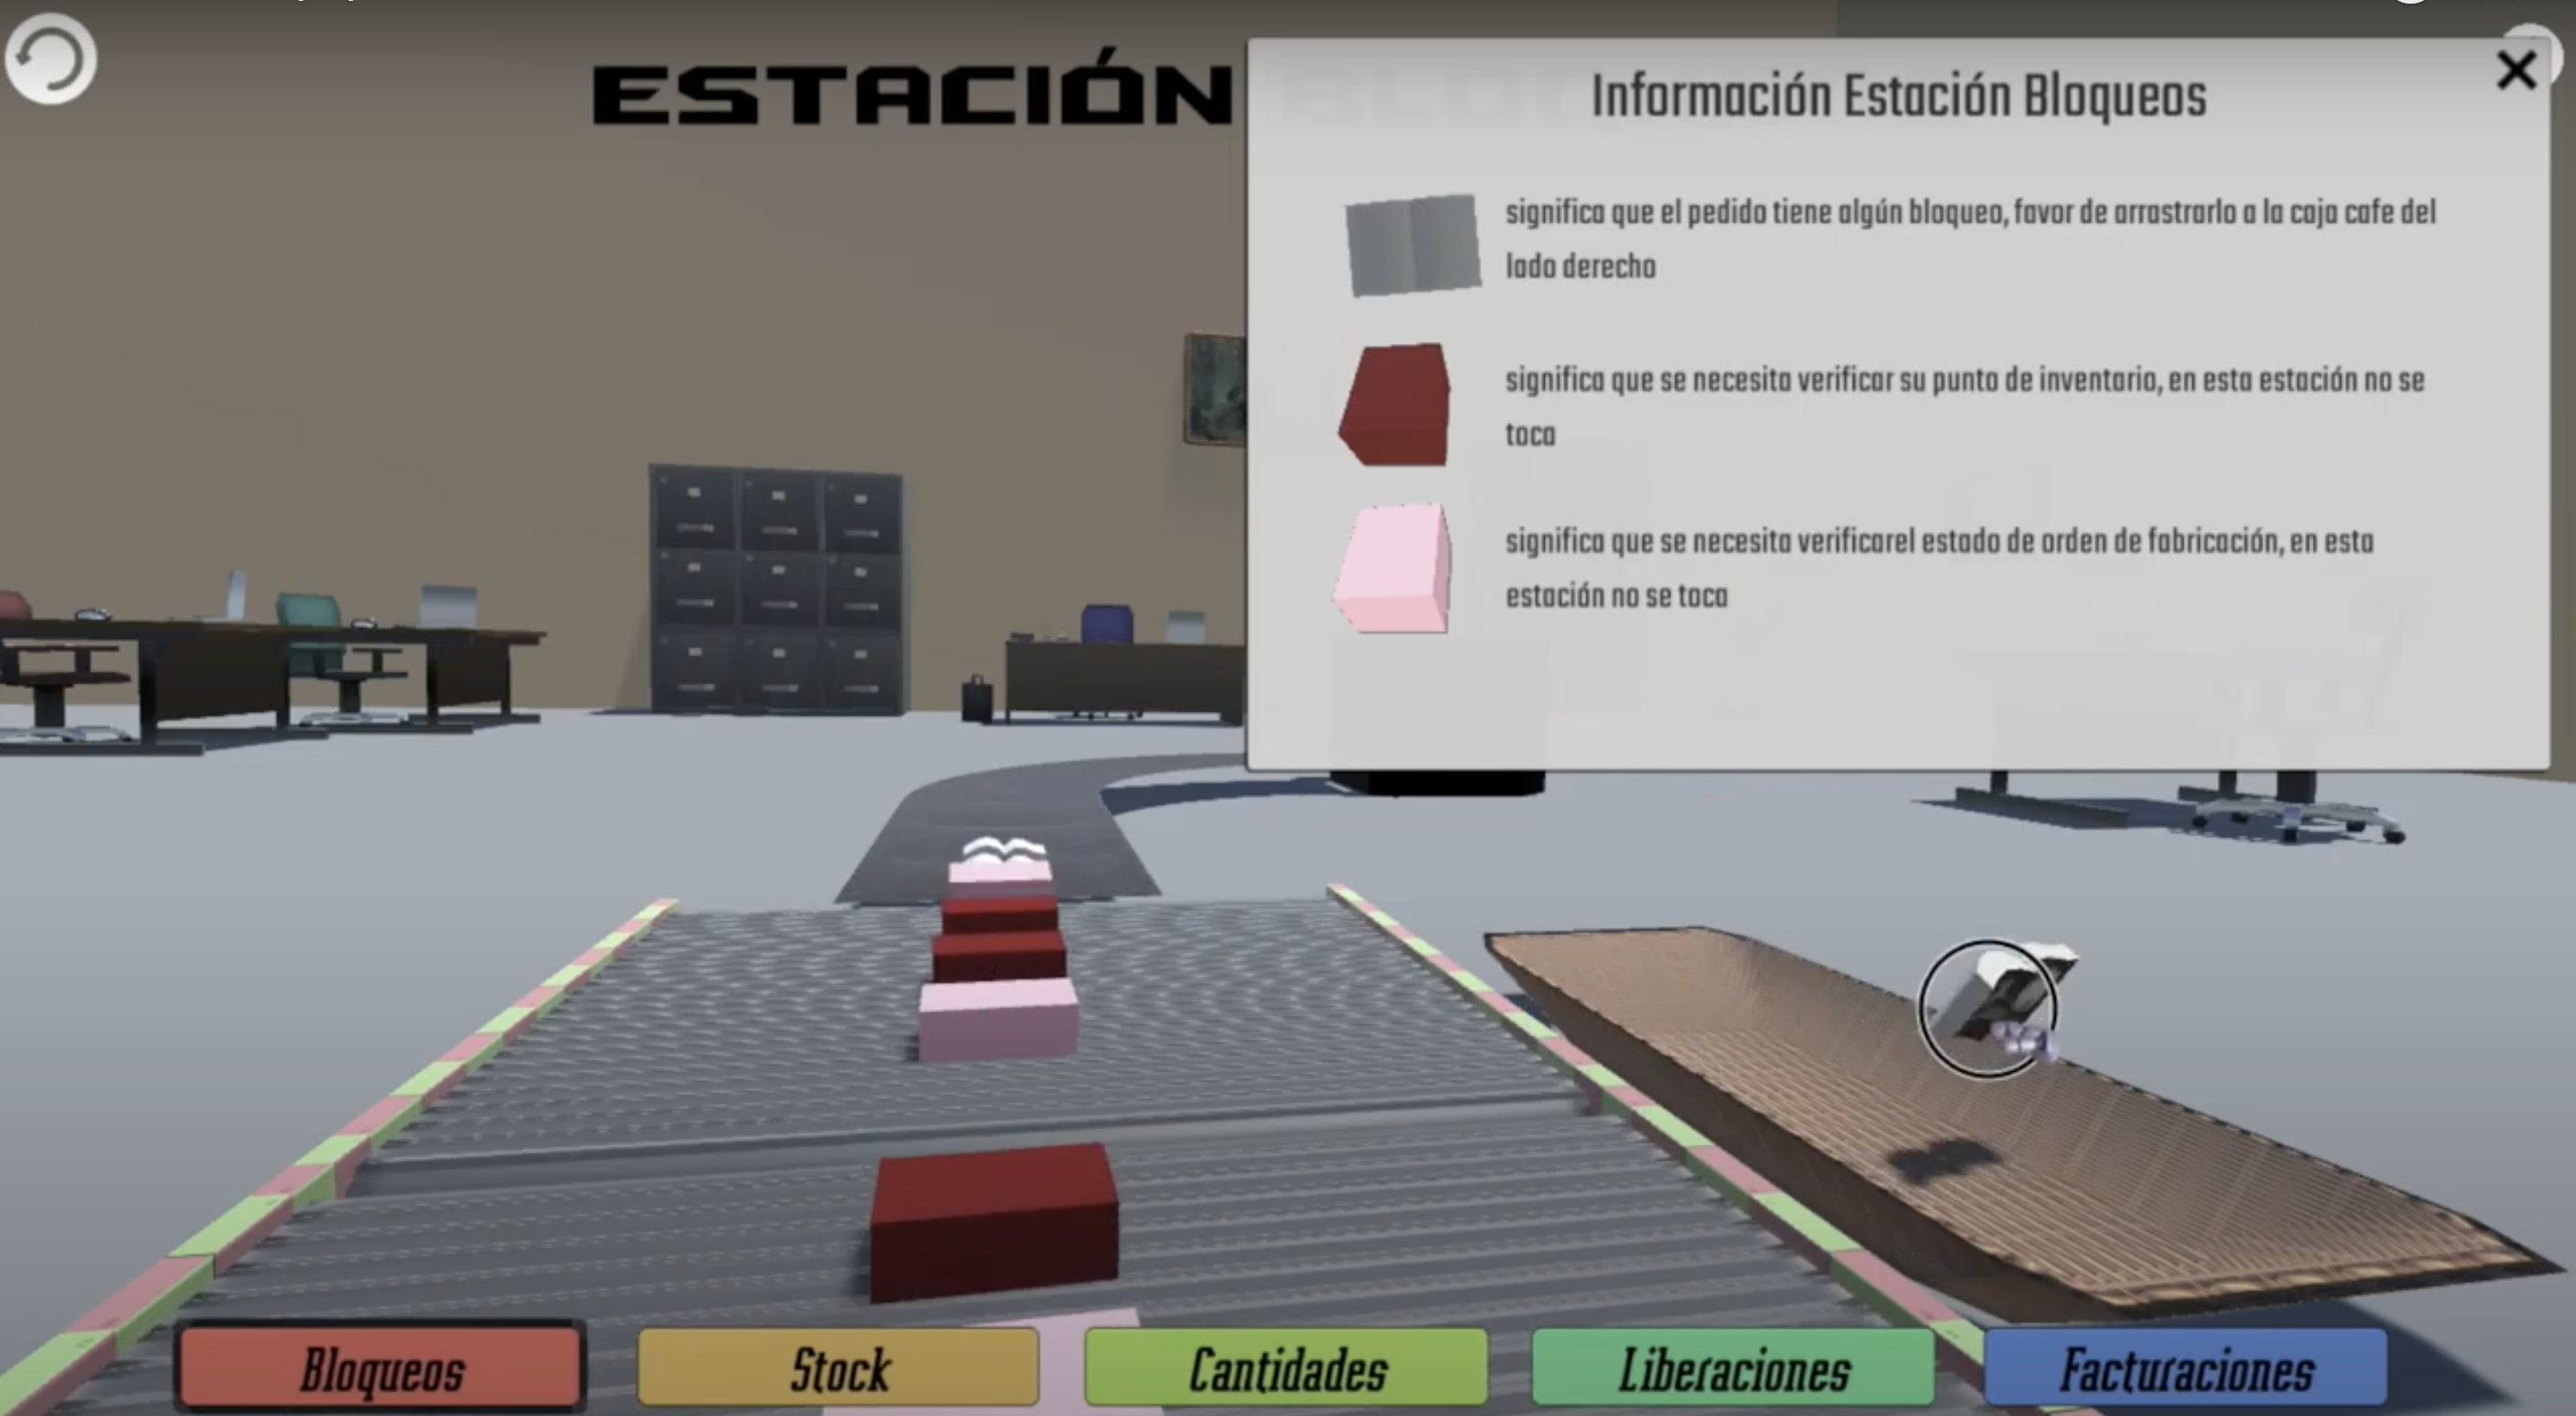 ESTACIÓN
Información Estación Bloqueos
significa que el pedido tiene algún bloqueo, favor de arrastrarlo a la caja cafe del
lado derecho
significa que se necesita verificar su punto de inventario, en esta estación no se
toca
significa que se necesita verificarel estado de orden de fabricación, en esta
estación no se toca
Bloqueos
Stock
Cantidades
Liberaciones
Facturaciones